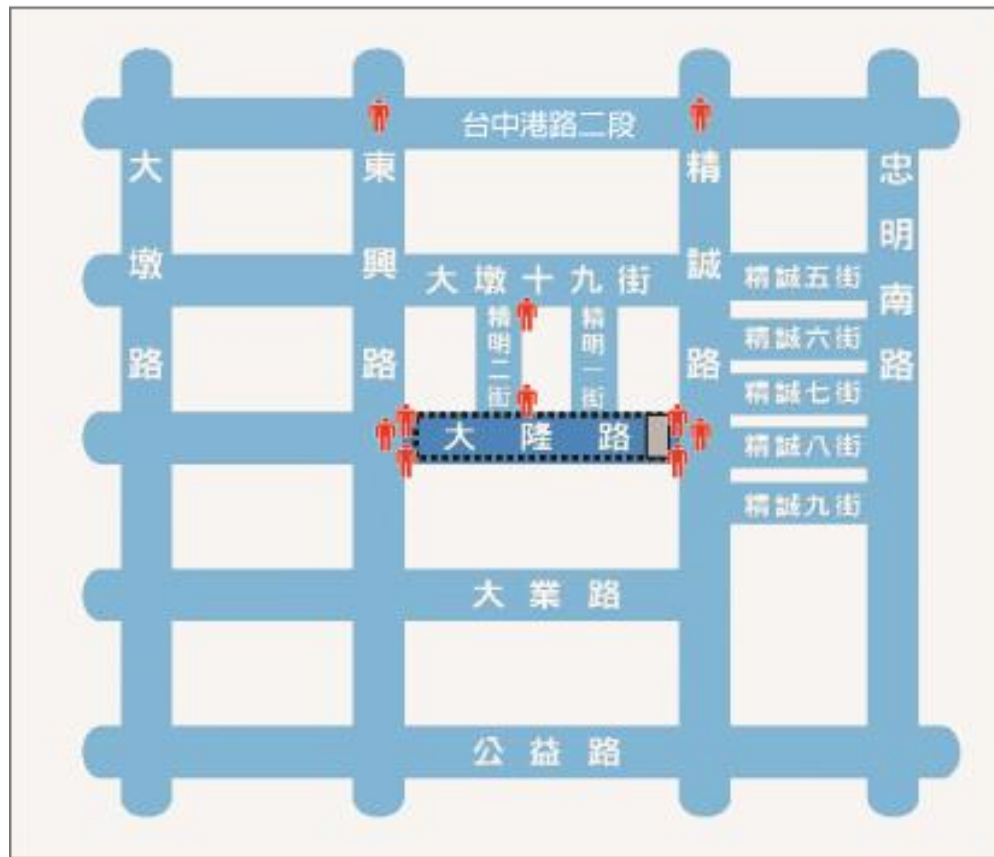 台中港路二段
大墩路
東興路
精誠路
忠明南路
大墩十九街
精誠五街
精明二街
精明一街
精誠六街
精誠七街
大隆路
精誠八街
精誠九街
大業路
公益路